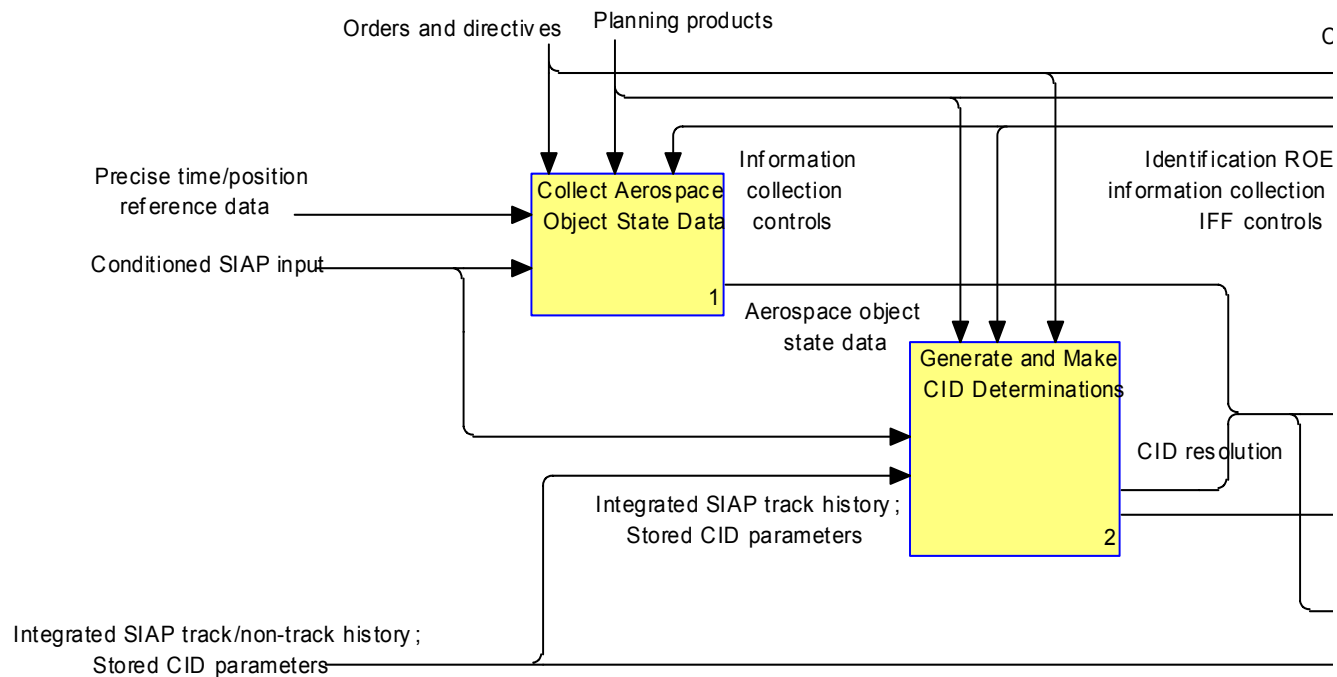 Orders and directives
Planning products
C
Precise time/position
reference data
Conditioned SIAP input
Collect Aerospace
Object State Data
1
Information
collection
controls
Identification ROE
information collection
IFF controls
Aerospace object
state data
Generate and Make
CID Determinations
2
CID resolution
Integrated SIAP track history;
Stored CID parameters
Integrated SIAP track/non-track history;
Stored CID parameters